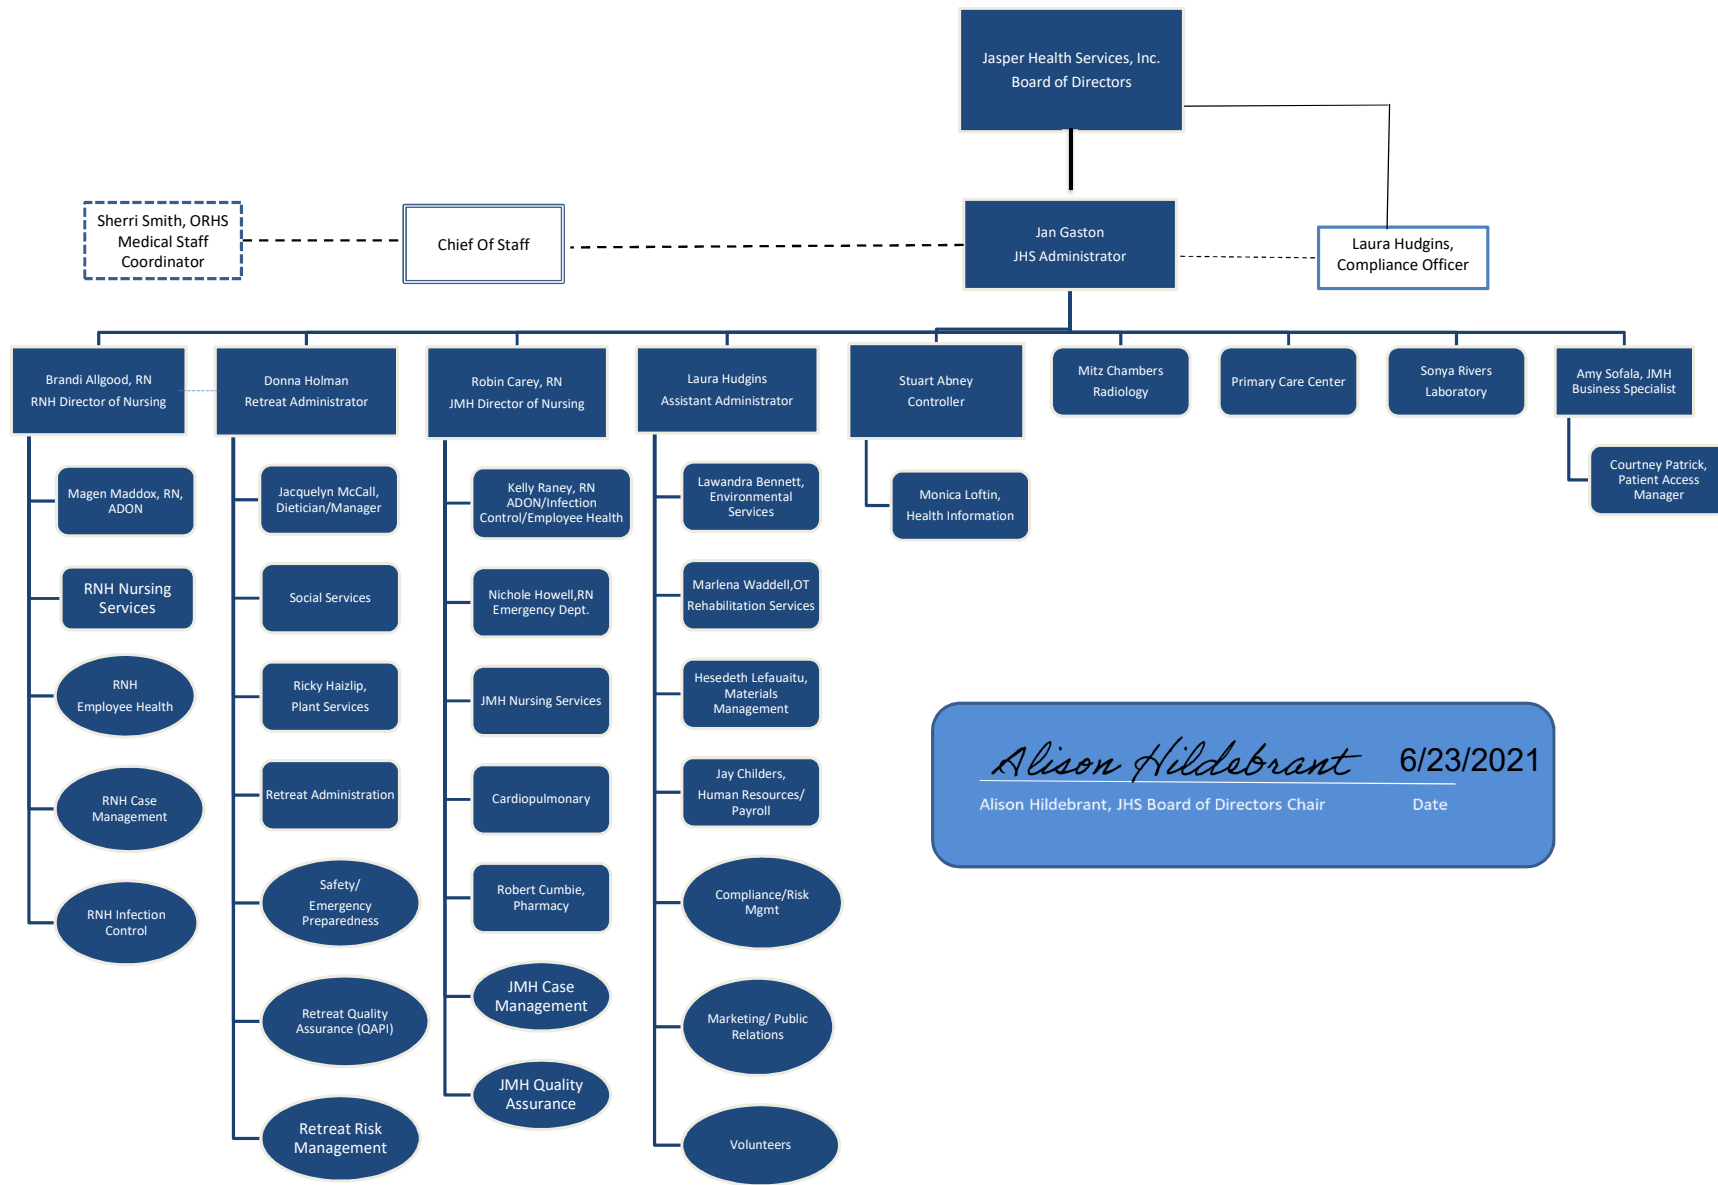 Jasper Health Services, Inc.
Board of Directors
Sherri Smith, ORHS
Medical Staff
Coordinator
Chief Of Staff
Jan Gaston
JHS Administrator
Laura Hudgins,
Compliance Officer
Brandi Allgood, RN
RNH Director of Nursing
Donna Holman
Retreat Administrator
Robin Carey, RN
JMH Director of Nursing
Laura Hudgins
Assistant Administrator
Stuart Abney
Controller
Mitz Chambers
Radiology
Primary Care Center
Sonya Rivers
Laboratory
Amy Sofala, JMH
Business Specialist
Magen Maddox, RN,
ADON
RNH Nursing
Services
RNH
Employee Health
RNH Case
Management
RNH Infection
Control
Jacquelyn McCall,
Dietician/Manager
Social Services
Ricky Haizlip,
Plant Services
Retreat Administration
Safety/
Emergency
Preparedness
Retreat Quality
Assurance (QAPI)
Retreat Risk
Management
Kelly Raney, RN
ADON/Infection
Control/Employee Health
Nichole Howell,RN
Emergency Dept.
JMH Nursing Services
Cardiopulmonary
Robert Cumbie,
Pharmacy
JMH Case
Management
JMH Quality
Assurance
Lawandra Bennett,
Environmental
Services
Marlena Waddell,OT
Rehabilitation Services
Hesedeth Lefauaitu,
Materials
Management
Jay Childers,
Human Resources/
Payroll
Compliance/Risk
Mgmt
Marketing/ Public
Relations
Volunteers
Monica Loftin,
Health Information
Courtney Patrick,
Patient Access
Manager
Alison Hildebrant 6/23/2021
Alison Hildebrant, JHS Board of Directors Chair Date